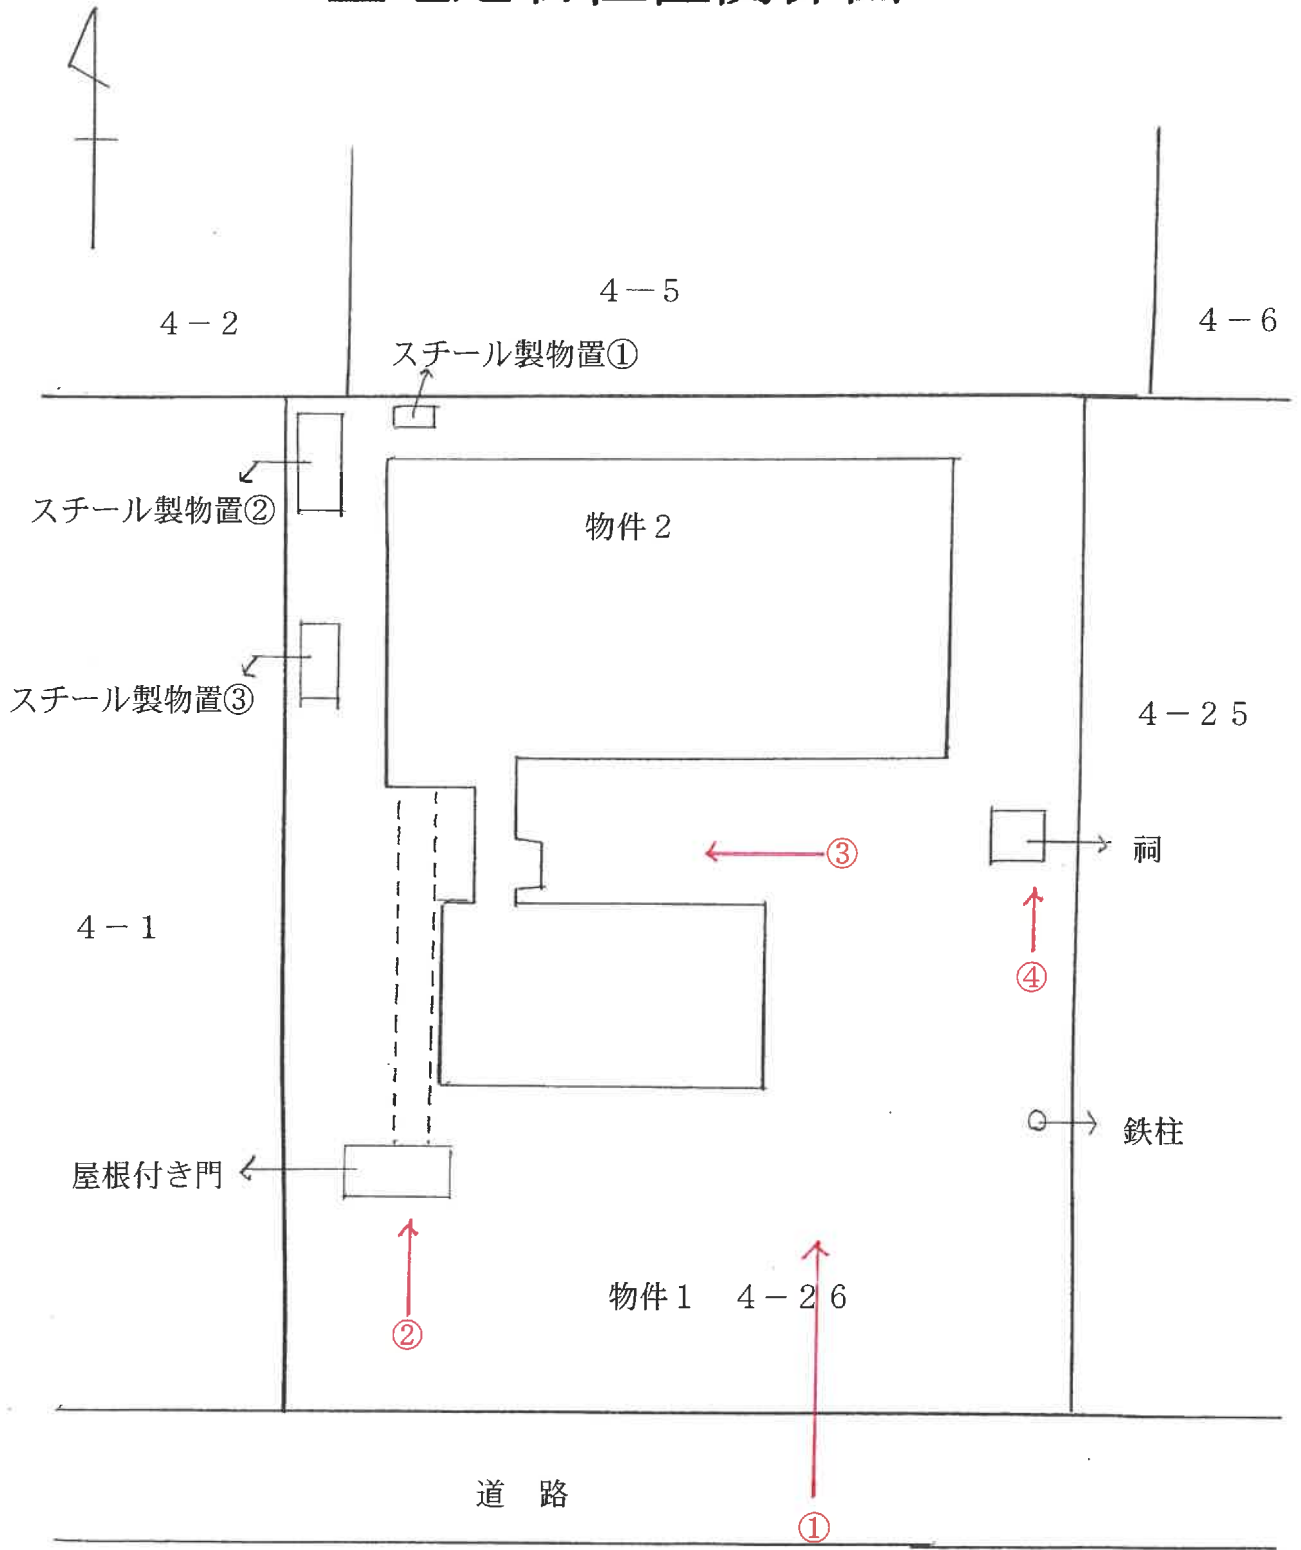 4－5
4－2
4－6
スチール製物置①
スチール製物置②
物件２
スチール製物置③
4－25
③
祠
4－1
④
鉄柱
屋根付き門
物件１　4－26
②
道　路
①